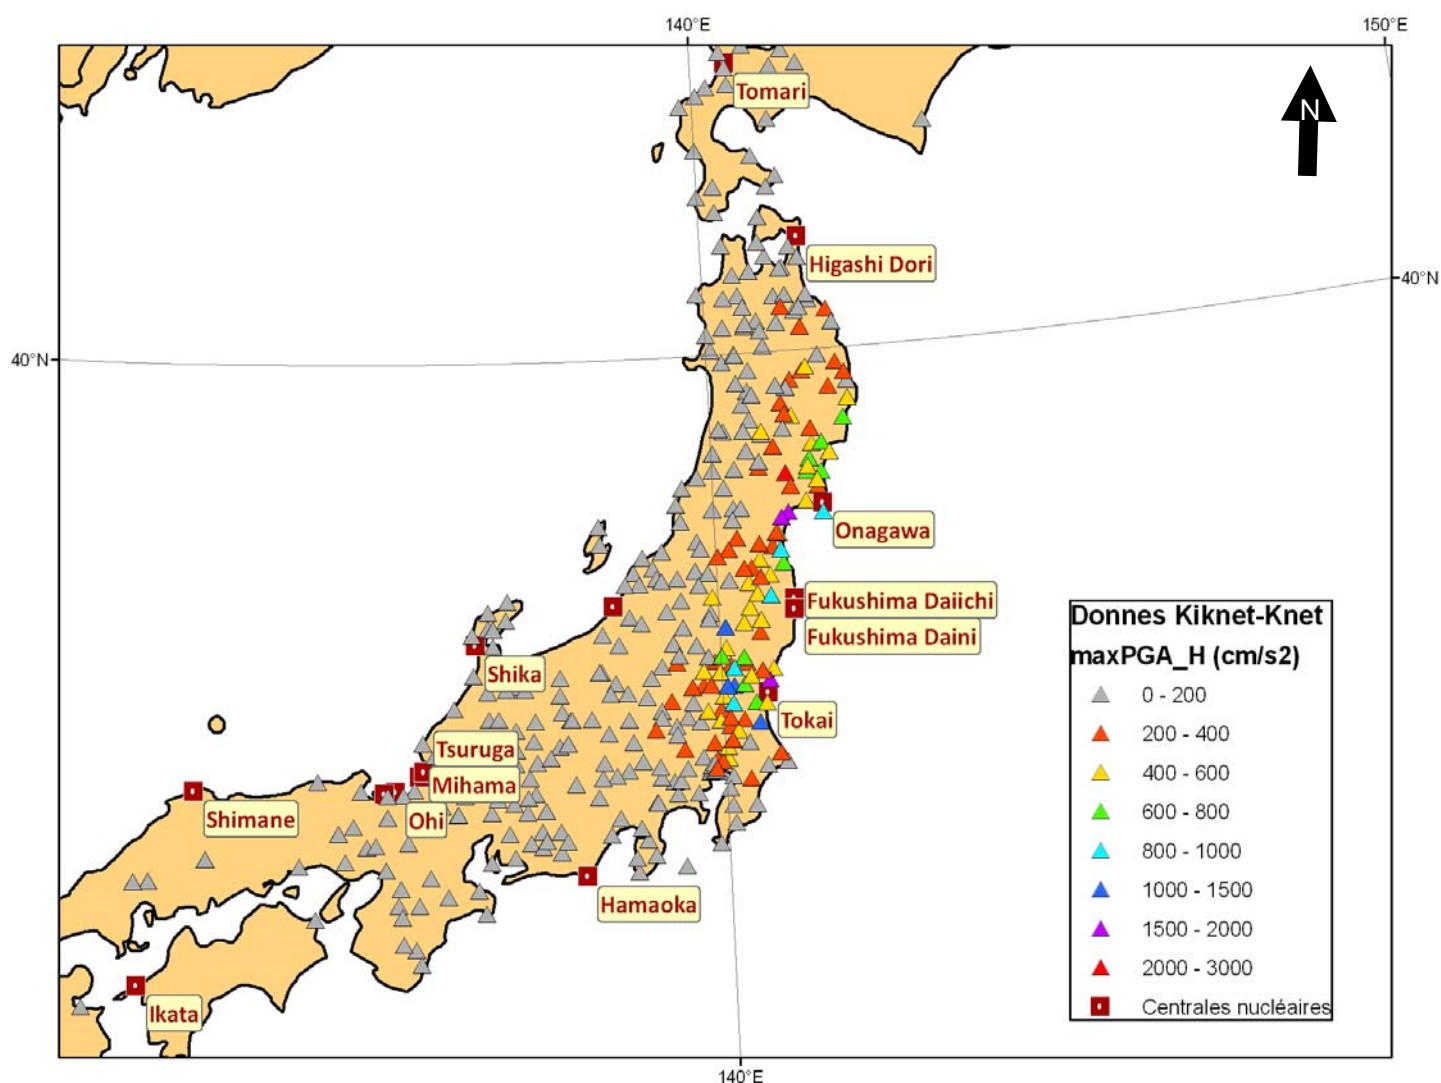 140°E
150°E
N
Tomari
Higashi Dori
40°N
40°N
Onagawa
Fukushima Daiichi
Fukushima Daini
Shika
Tokai
Tsuruga
Mihama
Shimane
Ohi
Hamaoka
Ikata
Donnes Kiknet-Knet
maxPGA_H (cm/s2)
0 - 200
200 - 400
400 - 600
600 - 800
800 - 1000
1000 - 1500
1500 - 2000
2000 - 3000
Centrales nucléaires
140°E